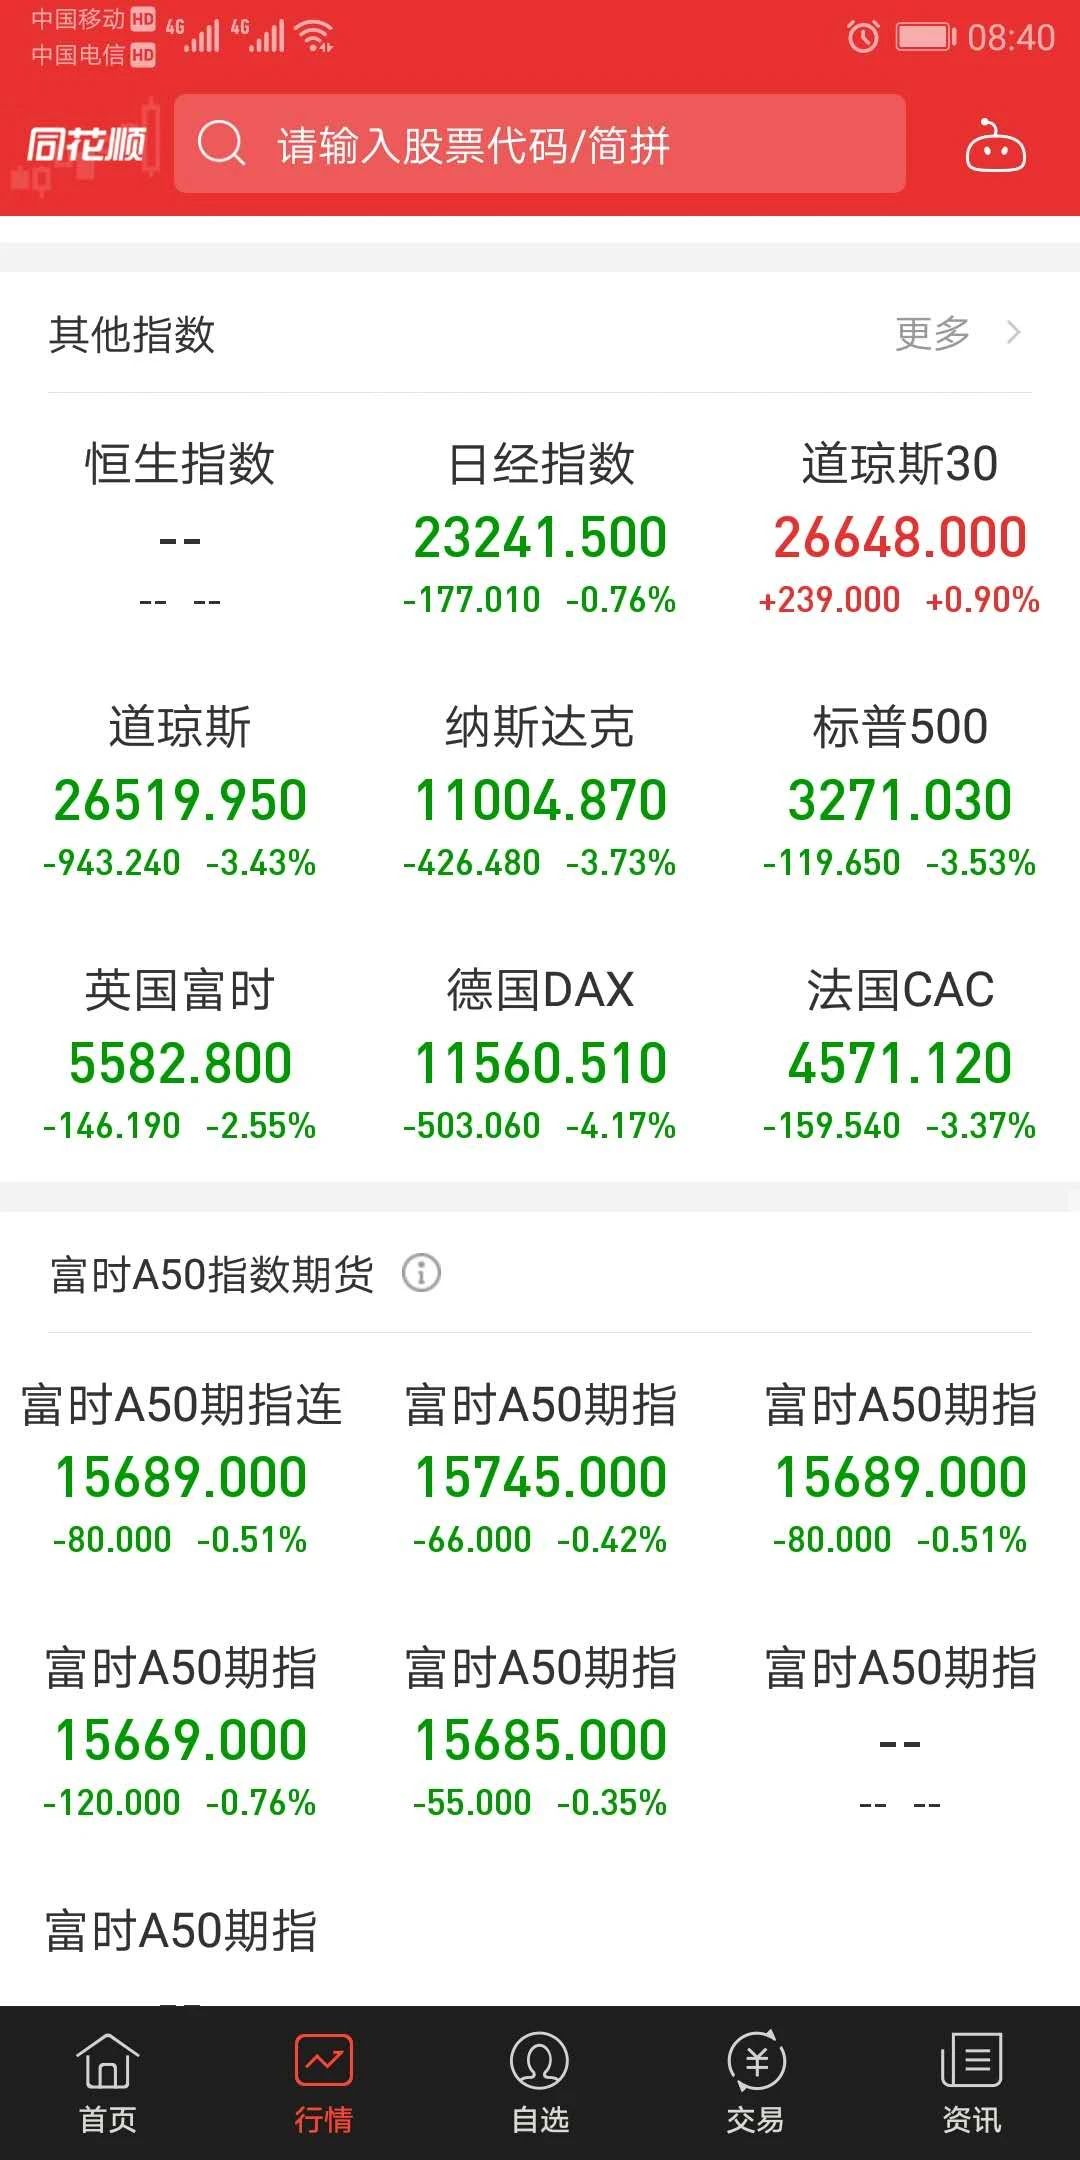 中国移动 HD 4G 4G 08:40
中国电信 HD
同花顺 请输入股票代码/简拼
其他指数 更多
恒生指数 日经指数 道琼斯30
-- 23241.500 26648.000
-- -- -177.010 -0.76% +239.000 +0.90%
道琼斯 纳斯达克 标普500
26519.950 11004.870 3271.030
-943.240 -3.43% -426.480 -3.73% -119.650 -3.53%
英国富时 德国DAX 法国CAC
5582.800 11560.510 4571.120
-146.190 -2.55% -503.060 -4.17% -159.540 -3.37%
富时A50指数期货
富时A50期指连 富时A50期指 富时A50期指
15689.000 15745.000 15689.000
-80.000 -0.51% -66.000 -0.42% -80.000 -0.51%
富时A50期指 富时A50期指 富时A50期指
15669.000 15685.000 --
-120.000 -0.76% -55.000 -0.35% -- --
富时A50期指
首页 行情 自选 交易 资讯